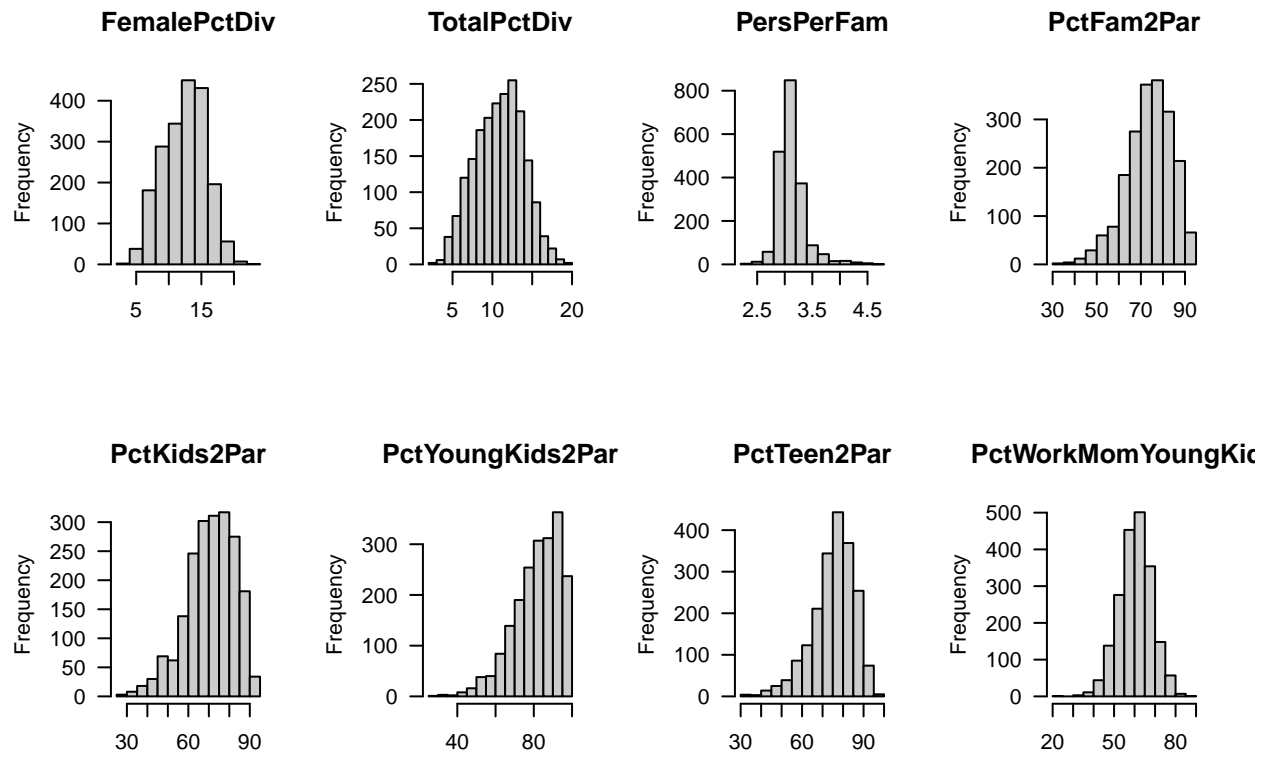 FemalePctDiv
TotalPctDiv
PersPerFam
PctFam2Par
Frequency
400
300
200
100
0
5 15
Frequency
250
200
150
100
50
0
5 10 20
Frequency
800
600
400
200
0
2.5 3.5 4.5
Frequency
300
200
100
0
30 50 70 90
PctKids2Par
PctYoungKids2Par
PctTeen2Par
PctWorkMomYoungKid
Frequency
300
250
200
150
100
50
0
30 60 90
Frequency
300
200
100
0
40 80
Frequency
400
300
200
100
0
30 60 90
Frequency
500
400
300
200
100
0
20 50 80